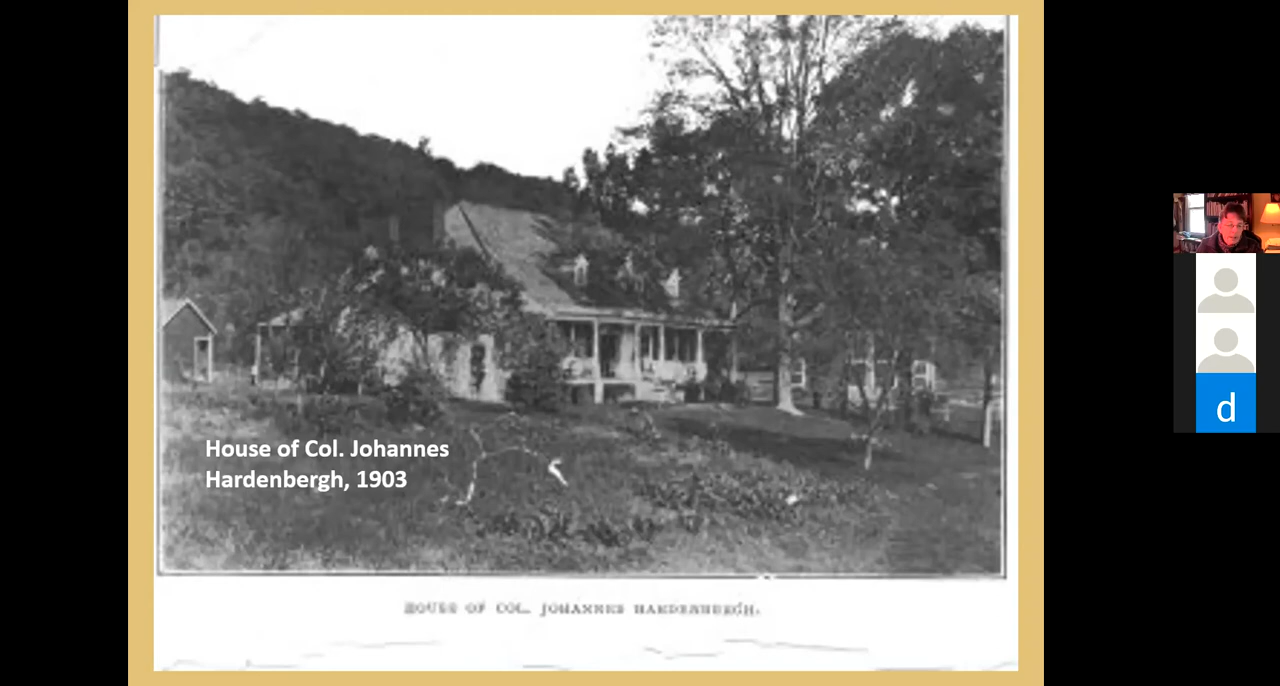 House of Col. Johannes
Hardenbergh, 1903
HOUSE OF COL. JOHANNES HARDENBERGH.
d